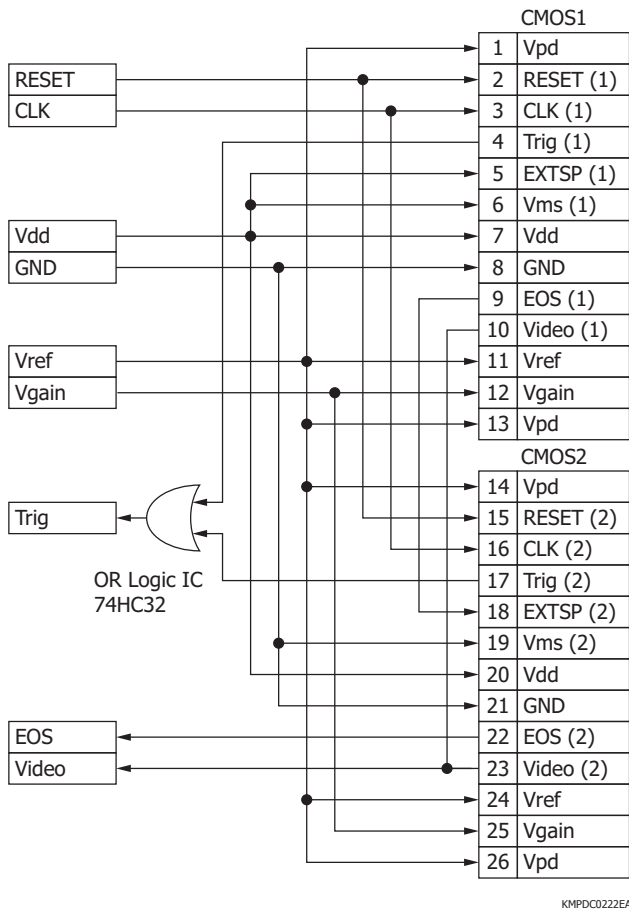 CMOS1
1 Vpd
RESET 2 RESET (1)
CLK 3 CLK (1)
4 Trig (1)
5 EXTSP (1)
6 Vms (1)
Vdd 7 Vdd
GND 8 GND
9 EOS (1)
10 Video (1)
Vref 11 Vref
Vgain 12 Vgain
13 Vpd
CMOS2
14 Vpd
Trig 15 RESET (2)
16 CLK (2)
OR Logic IC 17 Trig (2)
74HC32
18 EXTSP (2)
19 Vms (2)
20 Vdd
21 GND
EOS 22 EOS (2)
Video 23 Video (2)
24 Vref
25 Vgain
26 Vpd
KMPDC0222EA